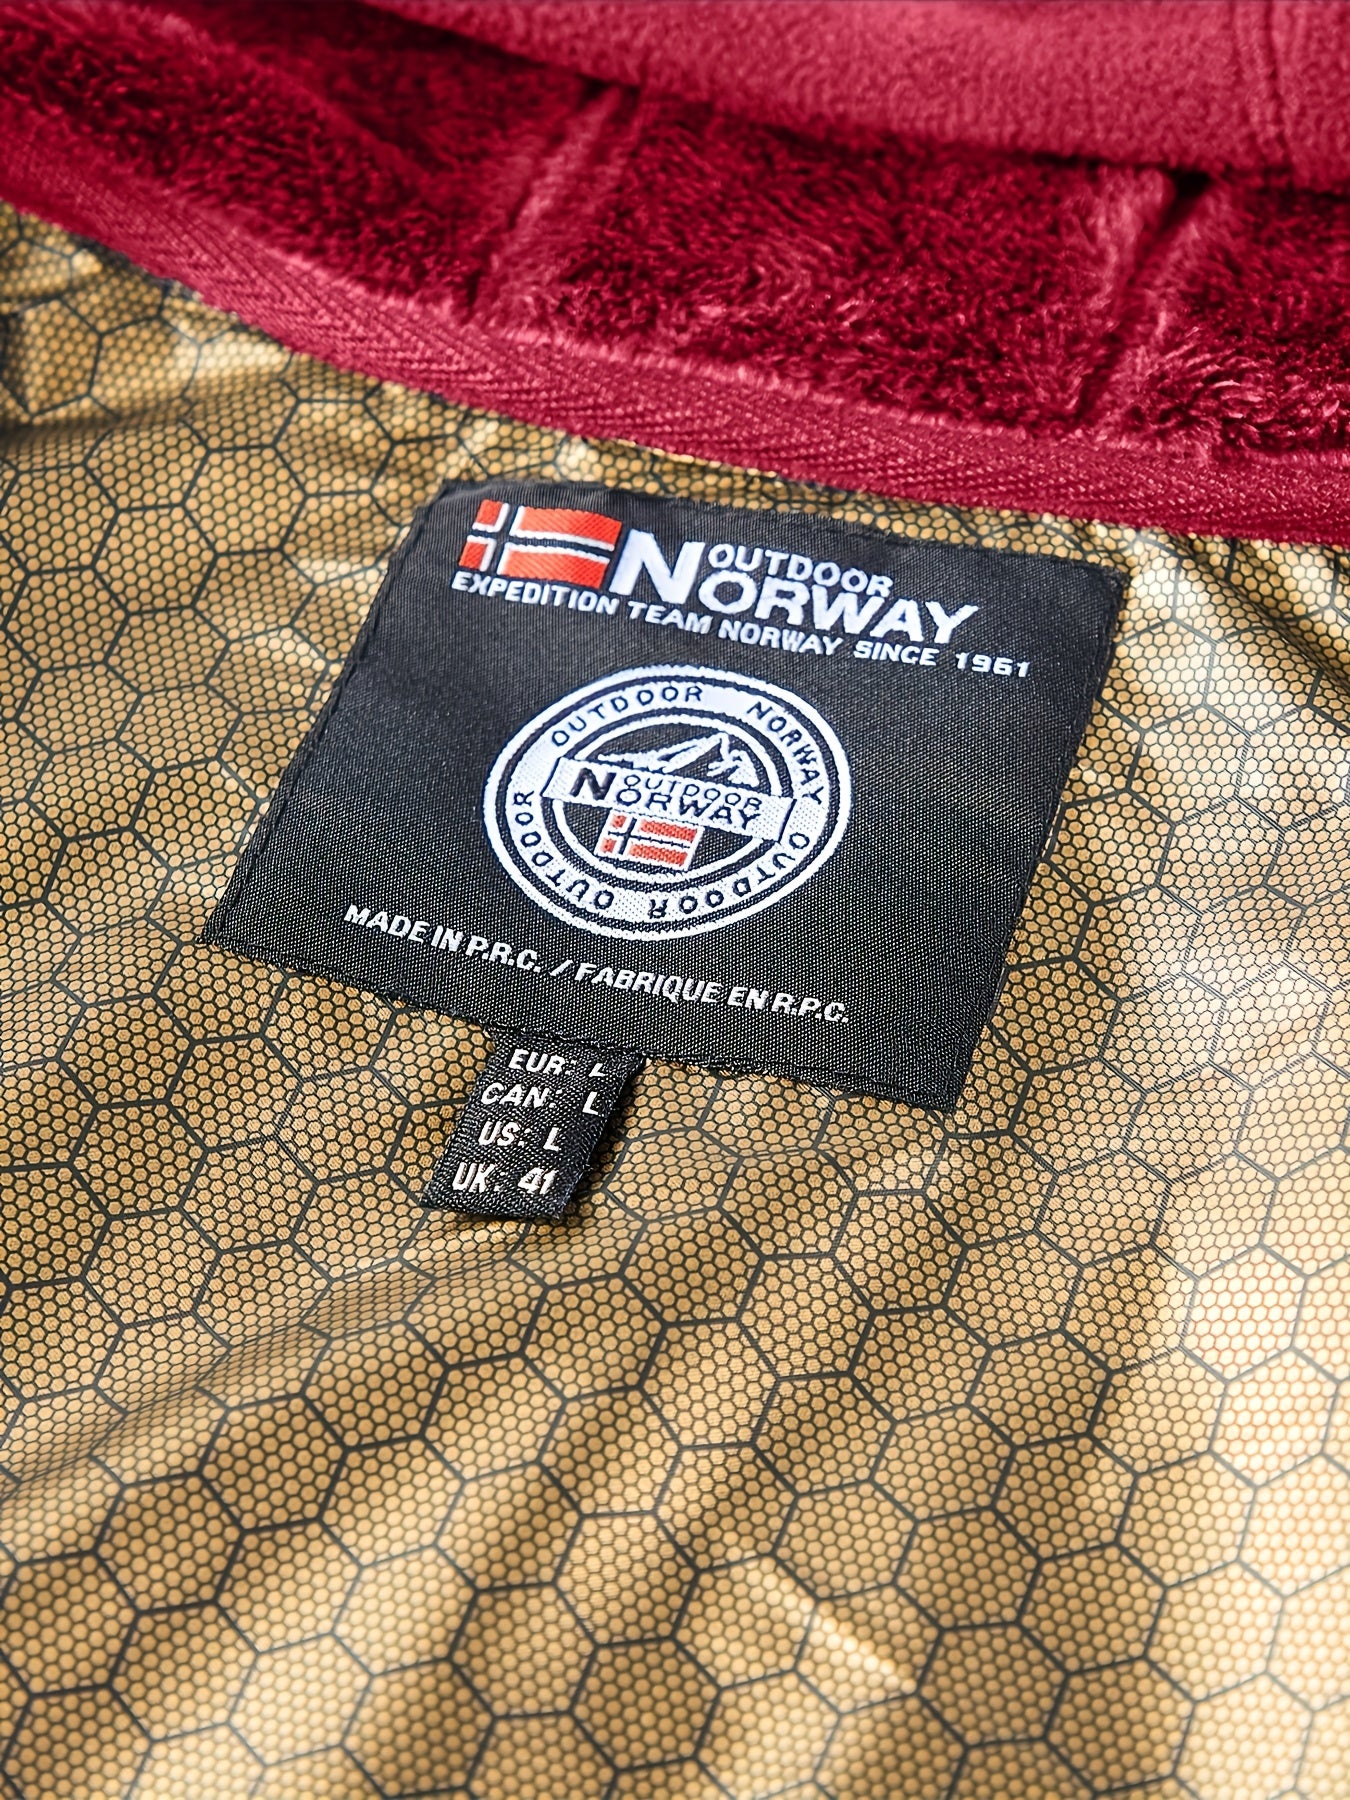 OUTDOOR
NORWAY
EXPEDITION TEAM NORWAY SINCE 1961
OUTDOOR NORWAY OUTDOOR OUTDOOR
OUTDOOR
NORWAY
MADE IN P.R.C. / FABRIQUE EN R.P.C.
EUR: L
CAN: L
US: L
UK: 41